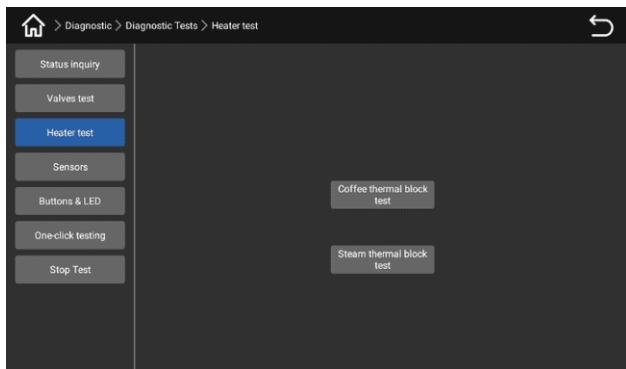 > Diagnostic > Diagnostic Tests > Heater test
Status inquiry
Valves test
Heater test
Sensors
Buttons & LED
One-click testing
Stop Test
Coffee thermal block
test
Steam thermal block
test